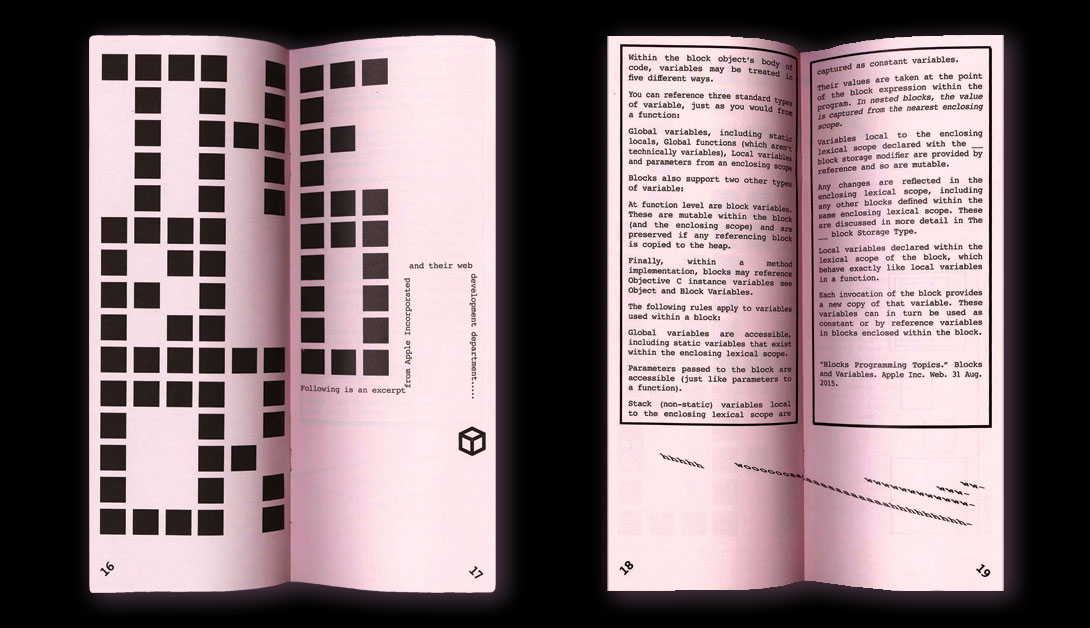 THE
BLO
CK
Following is an excerpt
from Apple Incorporated
and their web
development department......
16
17
Within the block object's body of
code, variables may be treated in
five different ways.
You can reference three standard types
of variable, just as you would from
a function:
Global variables, including static
locals, Global functions (which aren't
technically variables), Local variables
and parameters from an enclosing scope
Blocks also support two other types
of variable:
At function level are block variables.
These are mutable within the block
(and the enclosing scope) and are
preserved if any referencing block
is copied to the heap.
Finally, within a method
implementation, blocks may reference
Objective C instance variables see
Object and Block Variables.
The following rules apply to variables
used within a block:
Global variables are accessible,
including static variables that exist
within the enclosing lexical scope.
Parameters passed to the block are
accessible (just like parameters to
a function).
Stack (non-static) variables local
to the enclosing lexical scope are
captured as constant variables.
Their values are taken at the point
of the block expression within the
program. In nested blocks, the value
is captured from the nearest enclosing
scope.
Variables local to the enclosing
lexical scope declared with the __
block storage modifier are provided by
reference and so are mutable.
Any changes are reflected in the
enclosing lexical scope, including
any other blocks defined within the
same enclosing lexical scope. These
are discussed in more detail in The
__ block Storage Type.
Local variables declared within the
lexical scope of the block, which
behave exactly like local variables
in a function.
Each invocation of the block provides
a new copy of that variable. These
variables can in turn be used as
constant or by reference variables
in blocks enclosed within the block.
"Blocks Programming Topics." Blocks
and Variables. Apple Inc. Web. 31 Aug.
2015.
hhhhh
ww~
www~
18
19